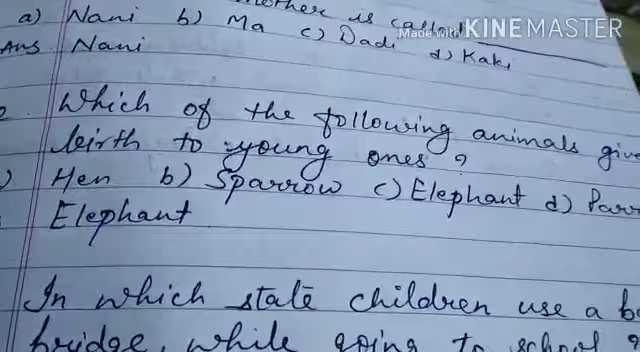 mother is called
a) Nani b) Ma c) Dadi d) Kaki
Ans Nani
Made with KINEMASTER
Which of the following animals give
birth to young ones?
Hen b) Sparrow c) Elephant d) Parr
Elephant
In which state children use a
bridge, while going to school